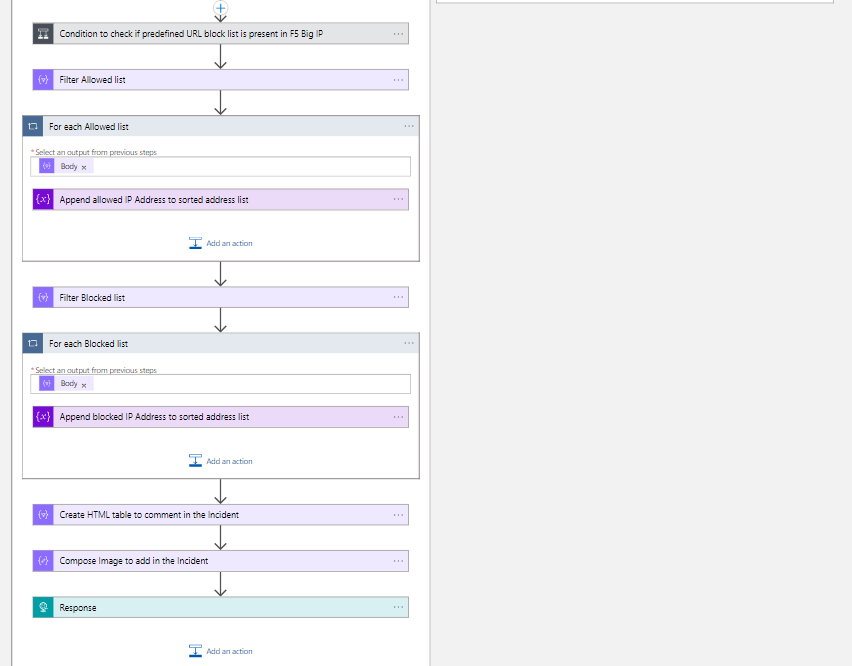 Condition to check if predefined URL block list is present in F5 Big IP
Filter Allowed list
For each Allowed list
* Select an output from previous steps
Body x
Append allowed IP Address to sorted address list
Add an action
Filter Blocked list
For each Blocked list
* Select an output from previous steps
Body x
Append blocked IP Address to sorted address list
Add an action
Create HTML table to comment in the Incident
Compose Image to add in the Incident
Response
Add an action